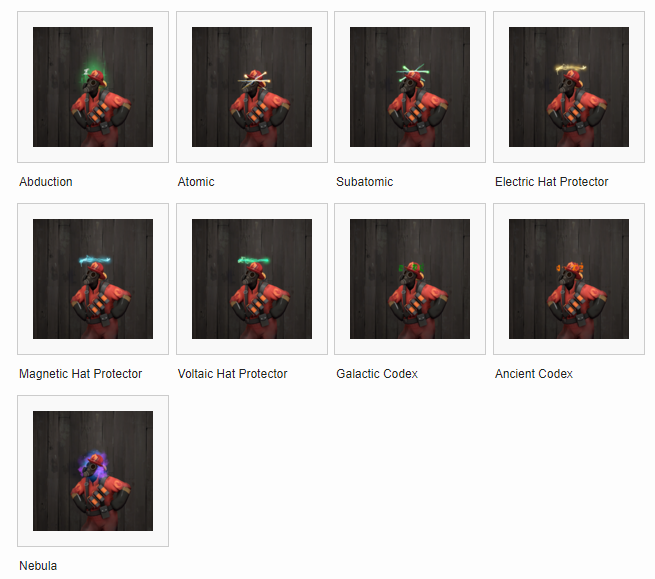 Abduction
Atomic
Subatomic
Electric Hat Protector
Magnetic Hat Protector
Voltaic Hat Protector
Galactic Codex
Ancient Codex
Nebula